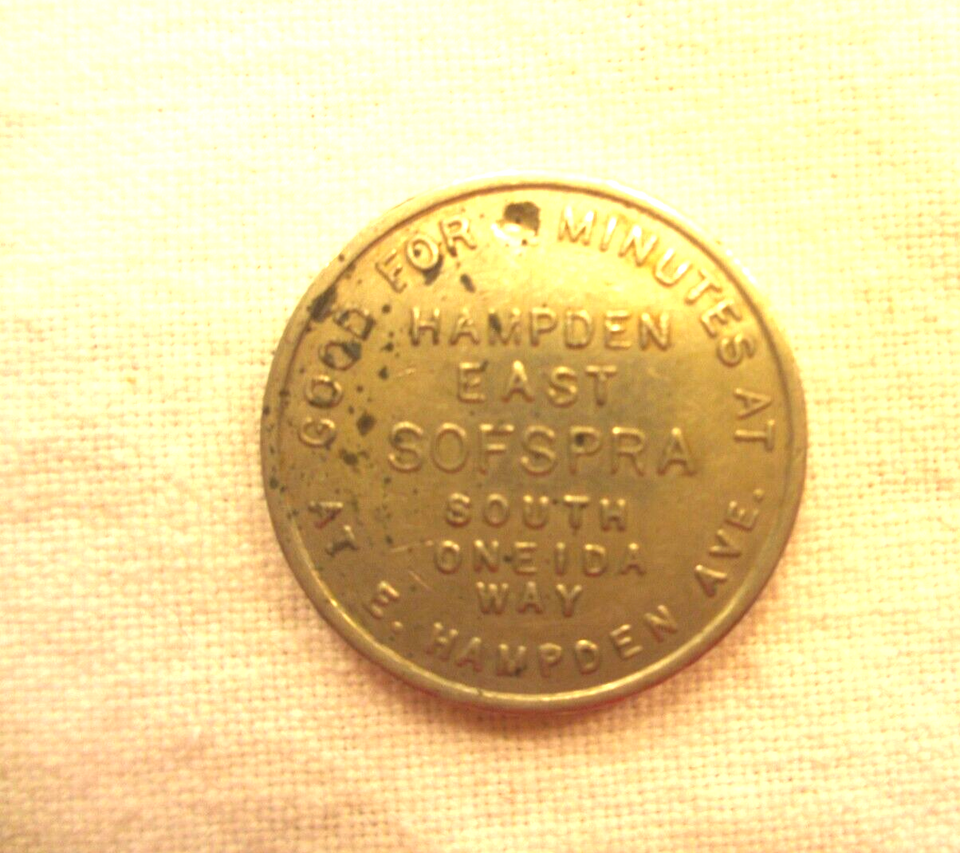 GOOD FOR MINUTES AT
HAMPDEN
EAST
SOFSPRA
SOUTH
ONEIDA
WAY
AT E. HAMPDEN AVE.